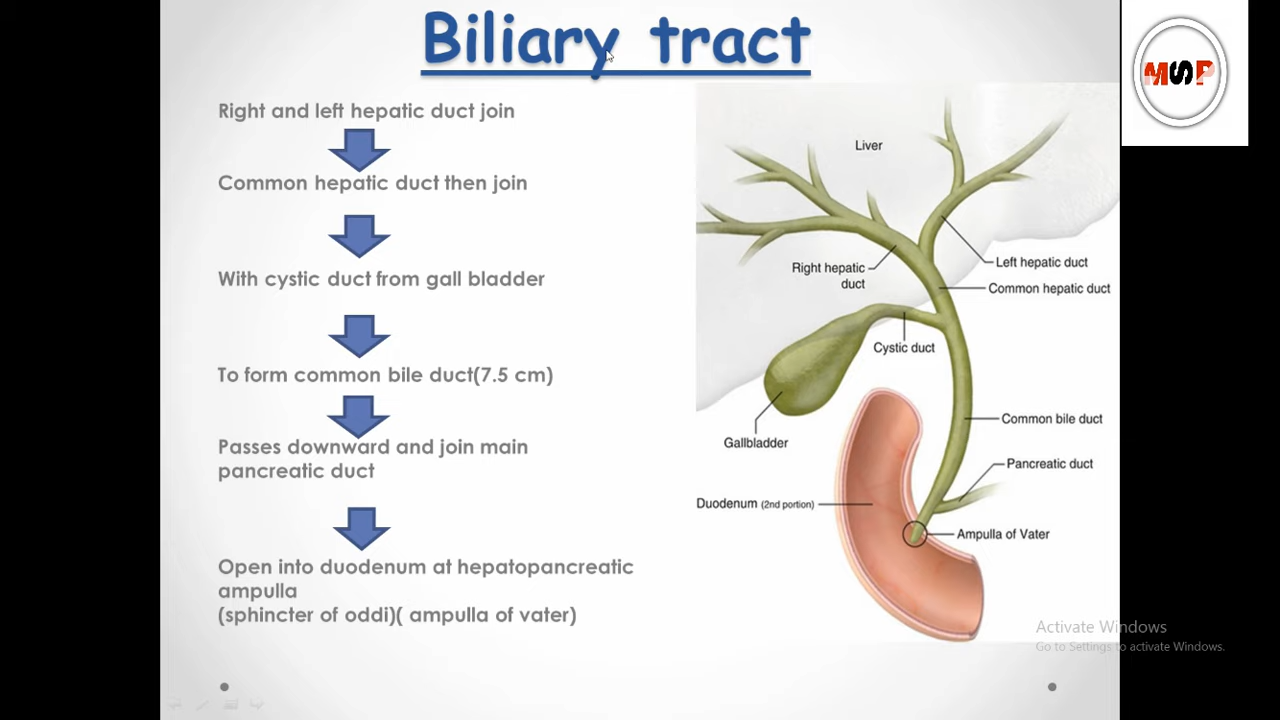 Biliary tract
MSP
Right and left hepatic duct join
Common hepatic duct then join
With cystic duct from gall bladder
To form common bile duct(7.5 cm)
Passes downward and join main
pancreatic duct
Open into duodenum at hepatopancreatic
ampulla
(sphincter of oddi)( ampulla of vater)
Liver
Right hepatic
duct
Left hepatic duct
Common hepatic duct
Cystic duct
Gallbladder
Common bile duct
Pancreatic duct
Duodenum (2nd portion)
Ampulla of Vater
Activate Windows
Go to Settings to activate Windows.